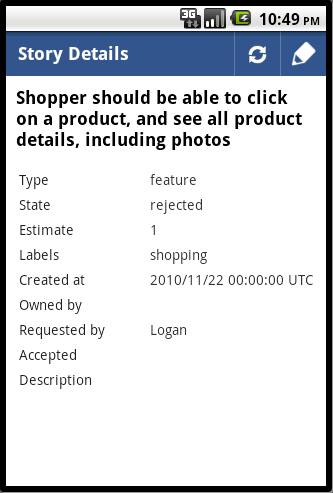 3G 10:49 PM
Story Details
Shopper should be able to click
on a product, and see all product
details, including photos
Type feature
State rejected
Estimate 1
Labels shopping
Created at 2010/11/22 00:00:00 UTC
Owned by
Requested by Logan
Accepted
Description